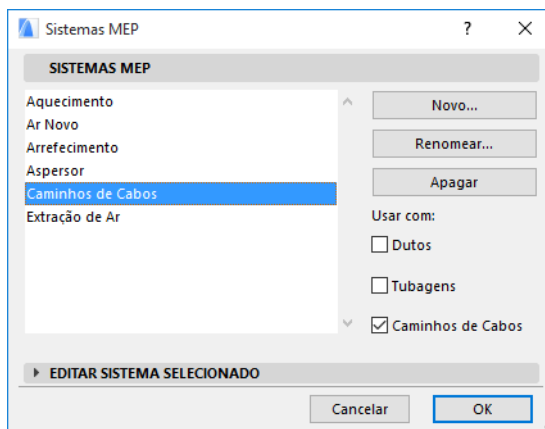 Sistemas MEP
SISTEMAS MEP
Aquecimento
Ar Novo
Arrefecimento
Aspersor
Caminhos de Cabos
Extração de Ar
Novo...
Renomear...
Apagar
Usar com:
Dutos
Tubagens
Caminhos de Cabos
EDITAR SISTEMA SELECIONADO
Cancelar
OK